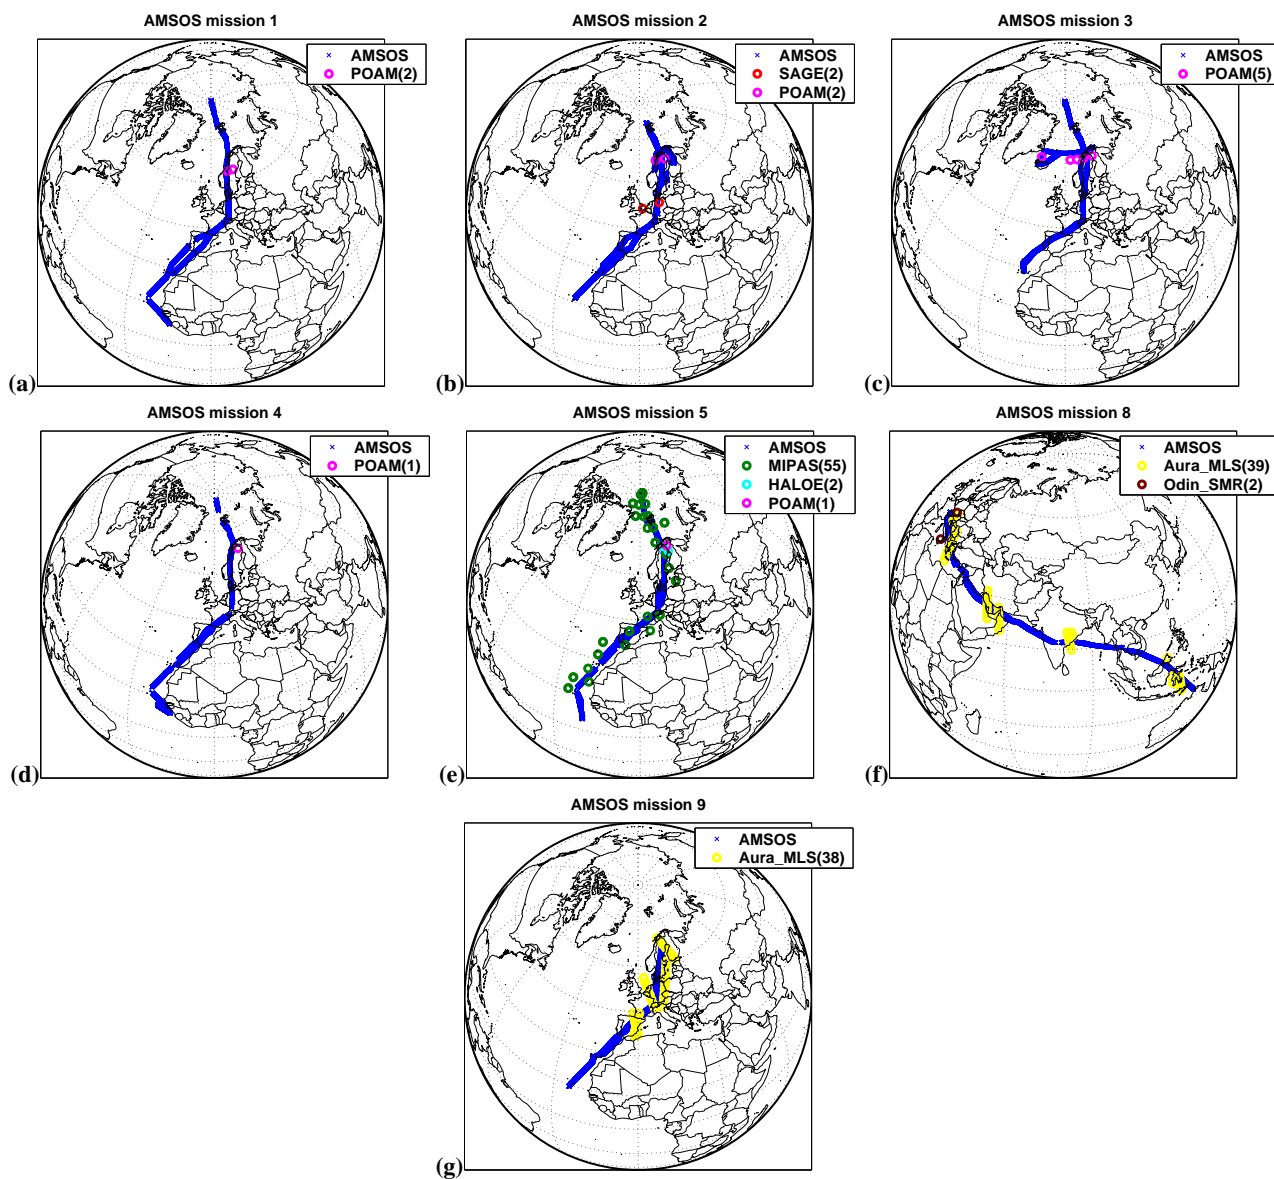 AMSOS mission 1
AMSOS
POAM(2)
(a)
AMSOS mission 2
AMSOS
SAGE(2)
POAM(2)
(b)
AMSOS mission 3
AMSOS
POAM(5)
(c)
AMSOS mission 4
AMSOS
POAM(1)
(d)
AMSOS mission 5
AMSOS
MIPAS(55)
HALOE(2)
POAM(1)
(e)
AMSOS mission 8
AMSOS
Aura_MLS(39)
Odin_SMR(2)
(f)
AMSOS mission 9
AMSOS
Aura_MLS(38)
(g)